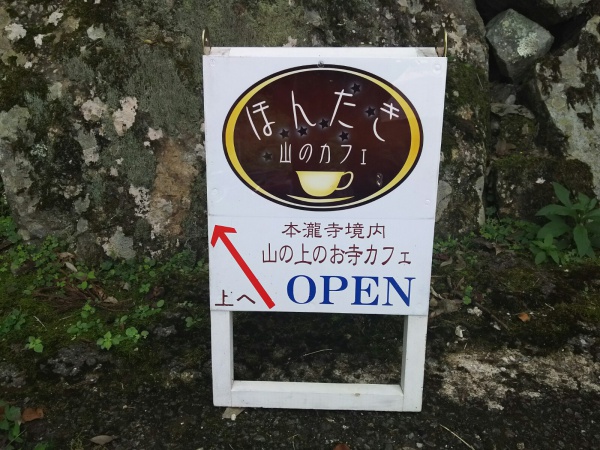 ほんたき
山のカフェ
本瀧寺境内
山の上のお寺カフェ
上へ OPEN